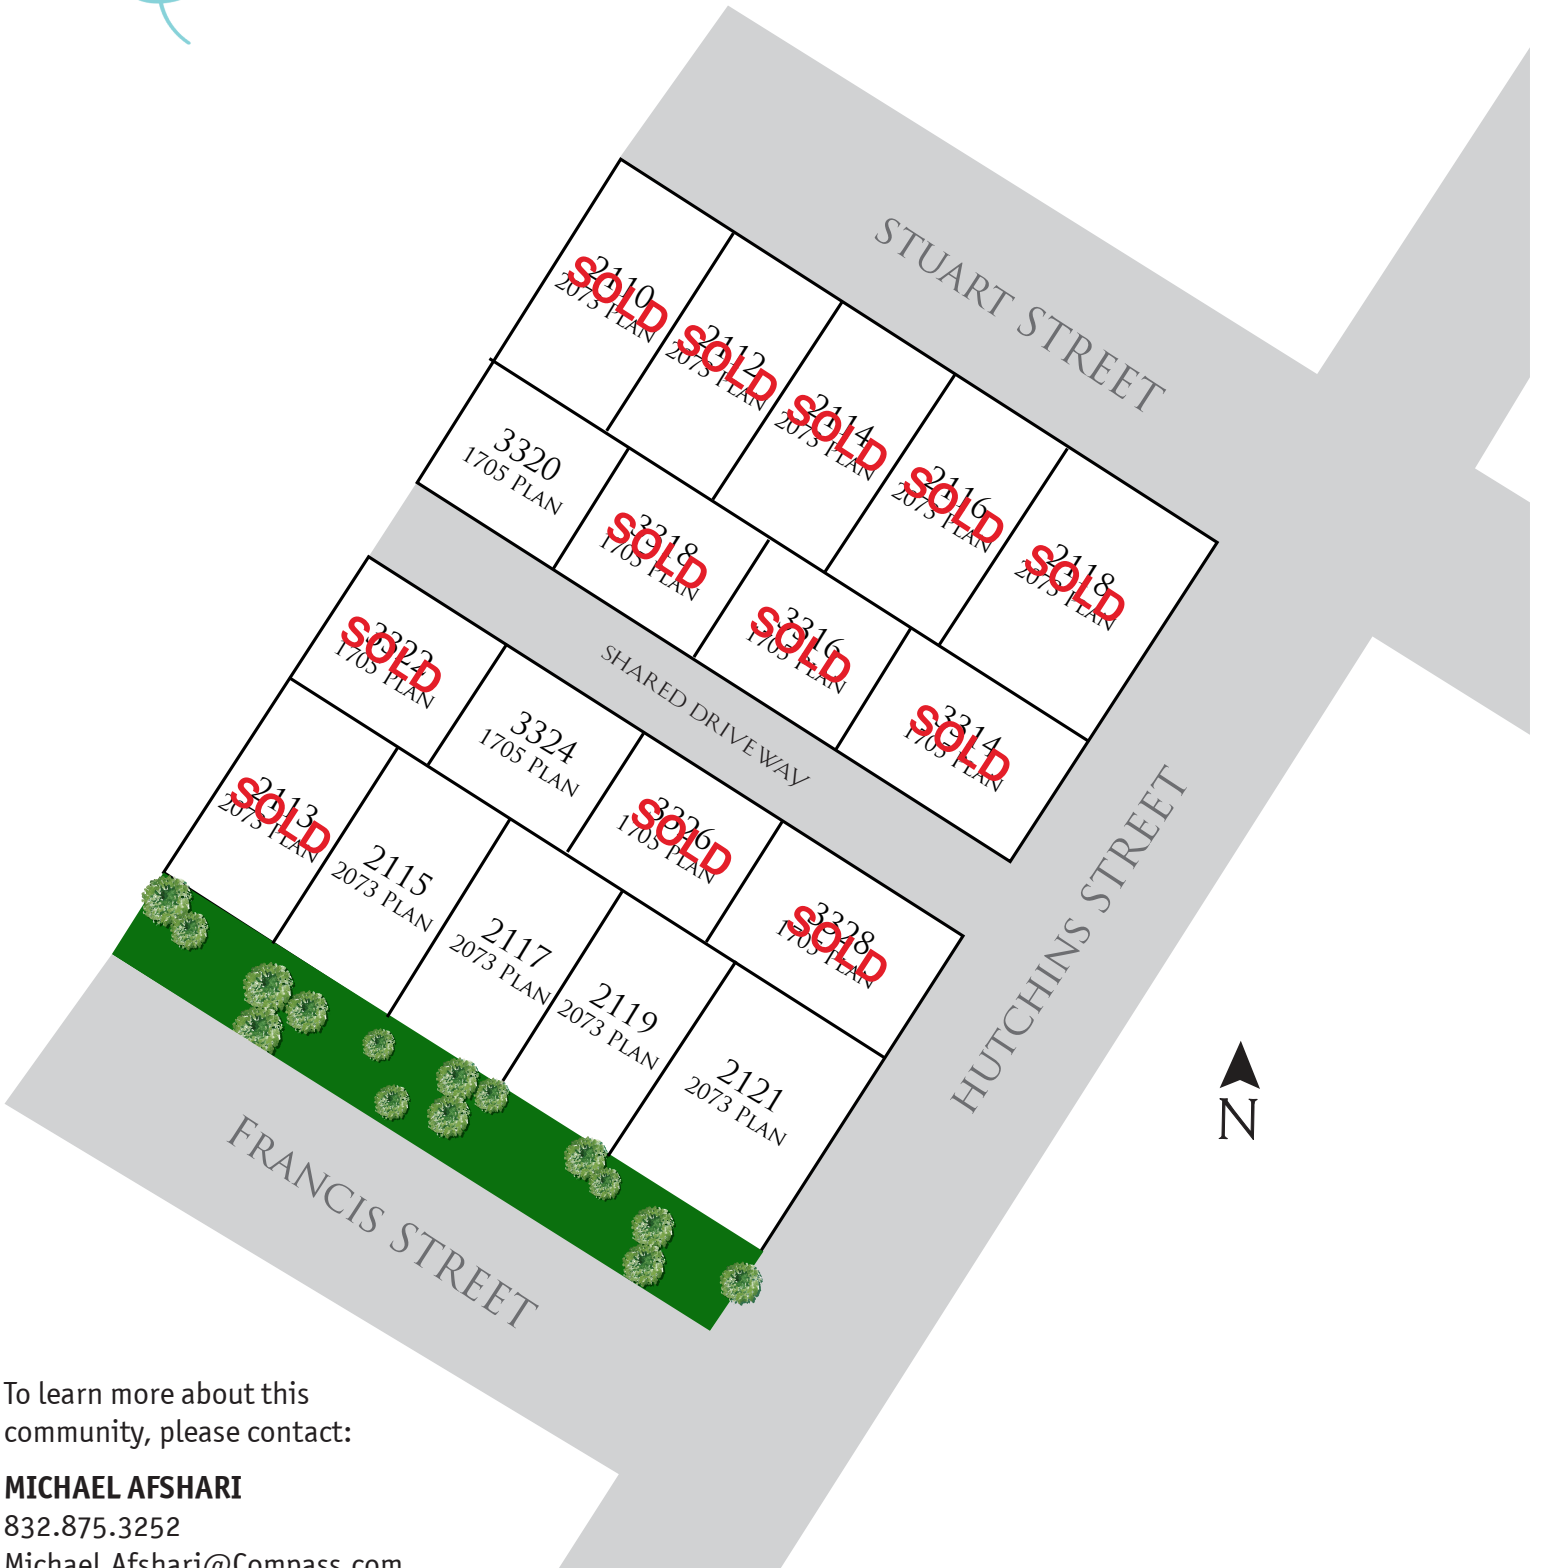 STUART STREET
2110
2073 PLAN
SOLD
2112
2073 PLAN
SOLD
2114
2073 PLAN
SOLD
2116
2073 PLAN
SOLD
2118
2073 PLAN
SOLD
3320
1705 PLAN
3318
1705 PLAN
SOLD
3316
1705 PLAN
SOLD
3314
1705 PLAN
SOLD
SHARED DRIVEWAY
3322
1705 PLAN
SOLD
3324
1705 PLAN
3326
1705 PLAN
SOLD
3328
1705 PLAN
SOLD
2113
2073 PLAN
SOLD
2115
2073 PLAN
2117
2073 PLAN
2119
2073 PLAN
2121
2073 PLAN
HUTCHINS STREET
N
FRANCIS STREET
To learn more about this
community, please contact:
MICHAEL AFSHARI
832.875.3252
Michael.Afshari@Compass.com